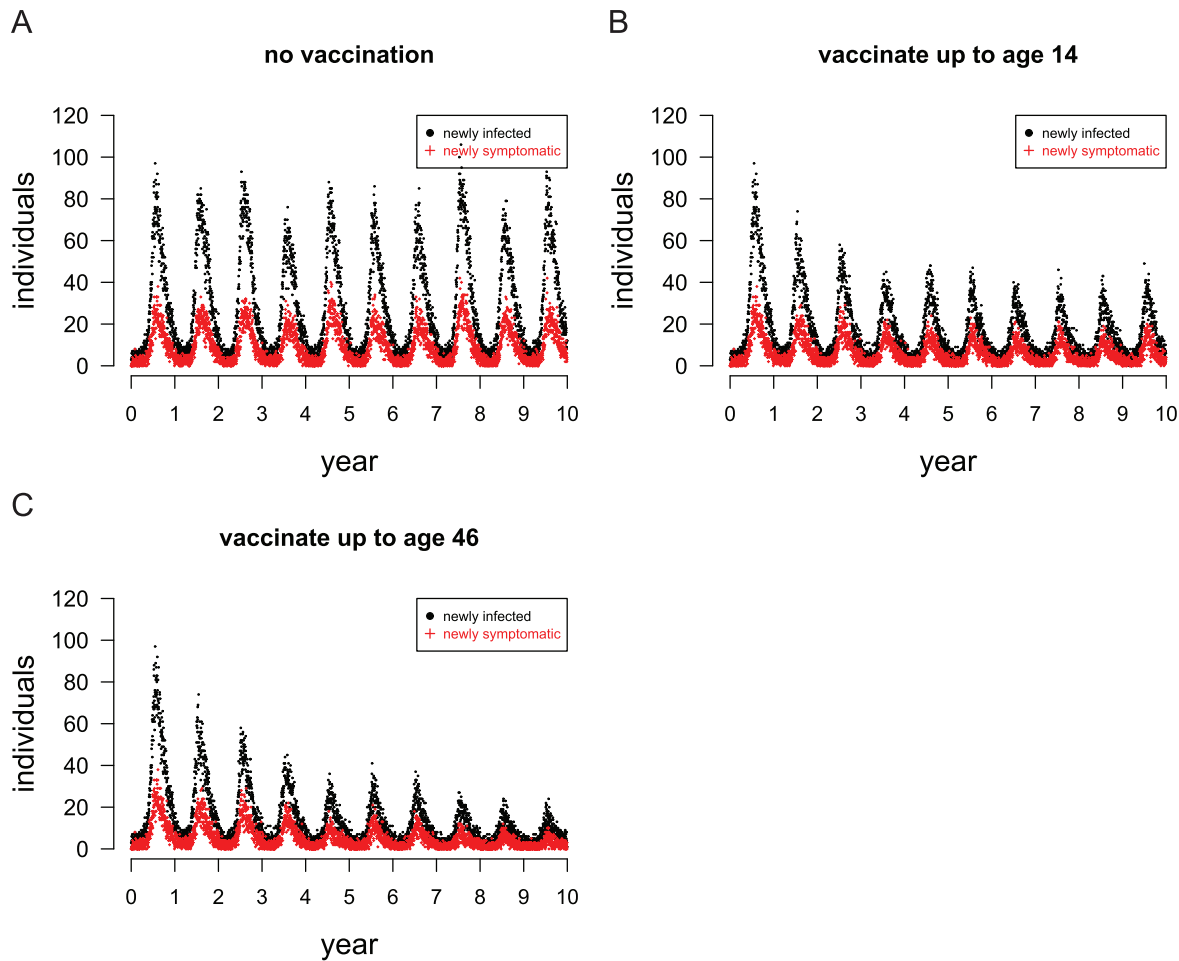 A
no vaccination
120
100
80
60
40
20
0
individuals
newly infected
newly symptomatic
0 1 2 3 4 5 6 7 8 9 10
year
B
vaccinate up to age 14
120
100
80
60
40
20
0
individuals
newly infected
newly symptomatic
0 1 2 3 4 5 6 7 8 9 10
year
C
vaccinate up to age 46
120
100
80
60
40
20
0
individuals
newly infected
newly symptomatic
0 1 2 3 4 5 6 7 8 9 10
year